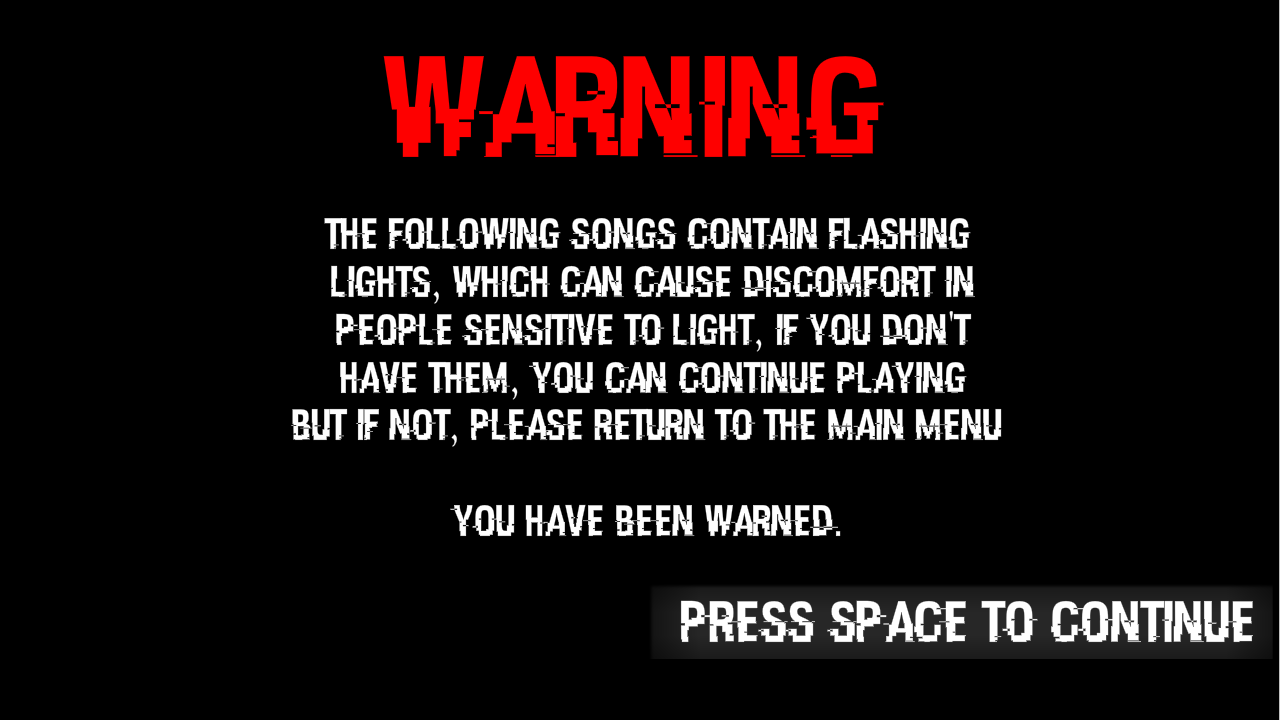 WARNING
THE FOLLOWING SONGS CONTAIN FLASHING
LIGHTS, WHICH CAN CAUSE DISCOMFORT IN
PEOPLE SENSITIVE TO LIGHT, IF YOU DON'T
HAVE THEM, YOU CAN CONTINUE PLAYING
BUT IF NOT, PLEASE RETURN TO THE MAIN MENU
YOU HAVE BEEN WARNED.
PRESS SPACE TO CONTINUE